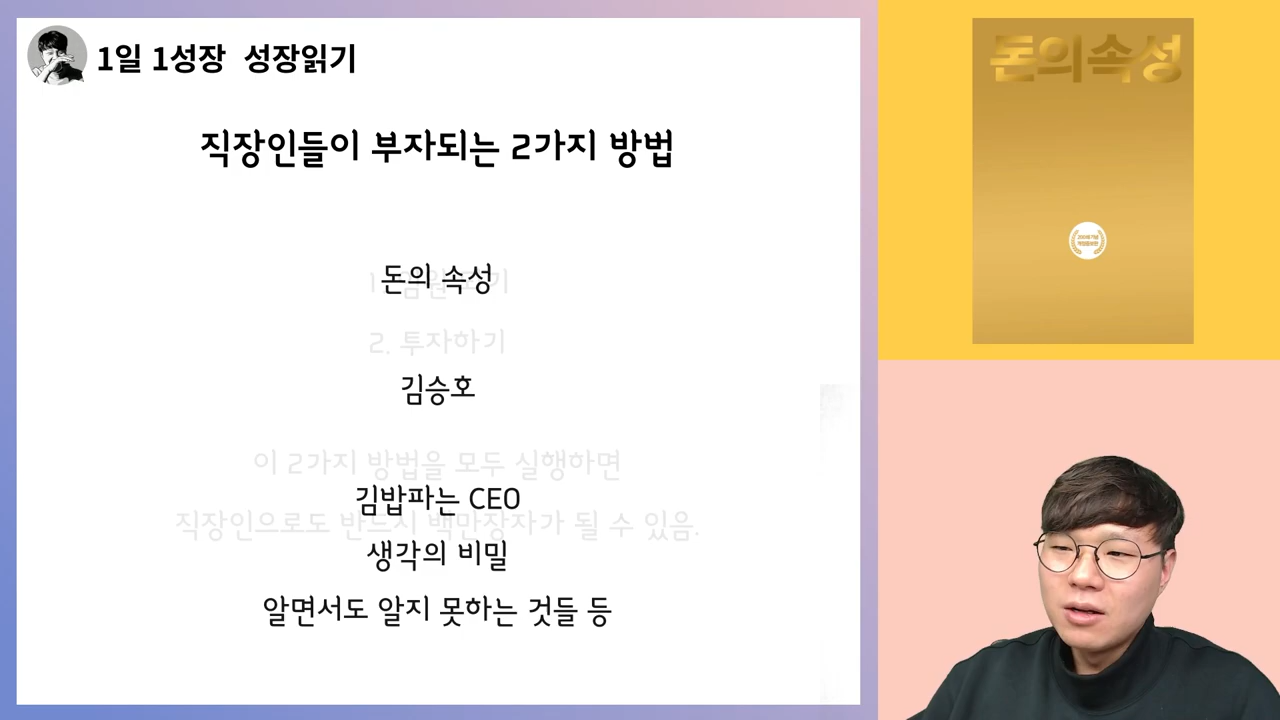 1일 1성장 성장읽기
직장인들이 부자되는 2가지 방법
돈의 속성
2. 투자하기
김승호
이 2가지 방법을 모두 실행하면
김밥파는 CEO
직장인으로도 반드시 백만장자가 될 수 있음.
생각의 비밀
알면서도 알지 못하는 것들 등
돈의 속성